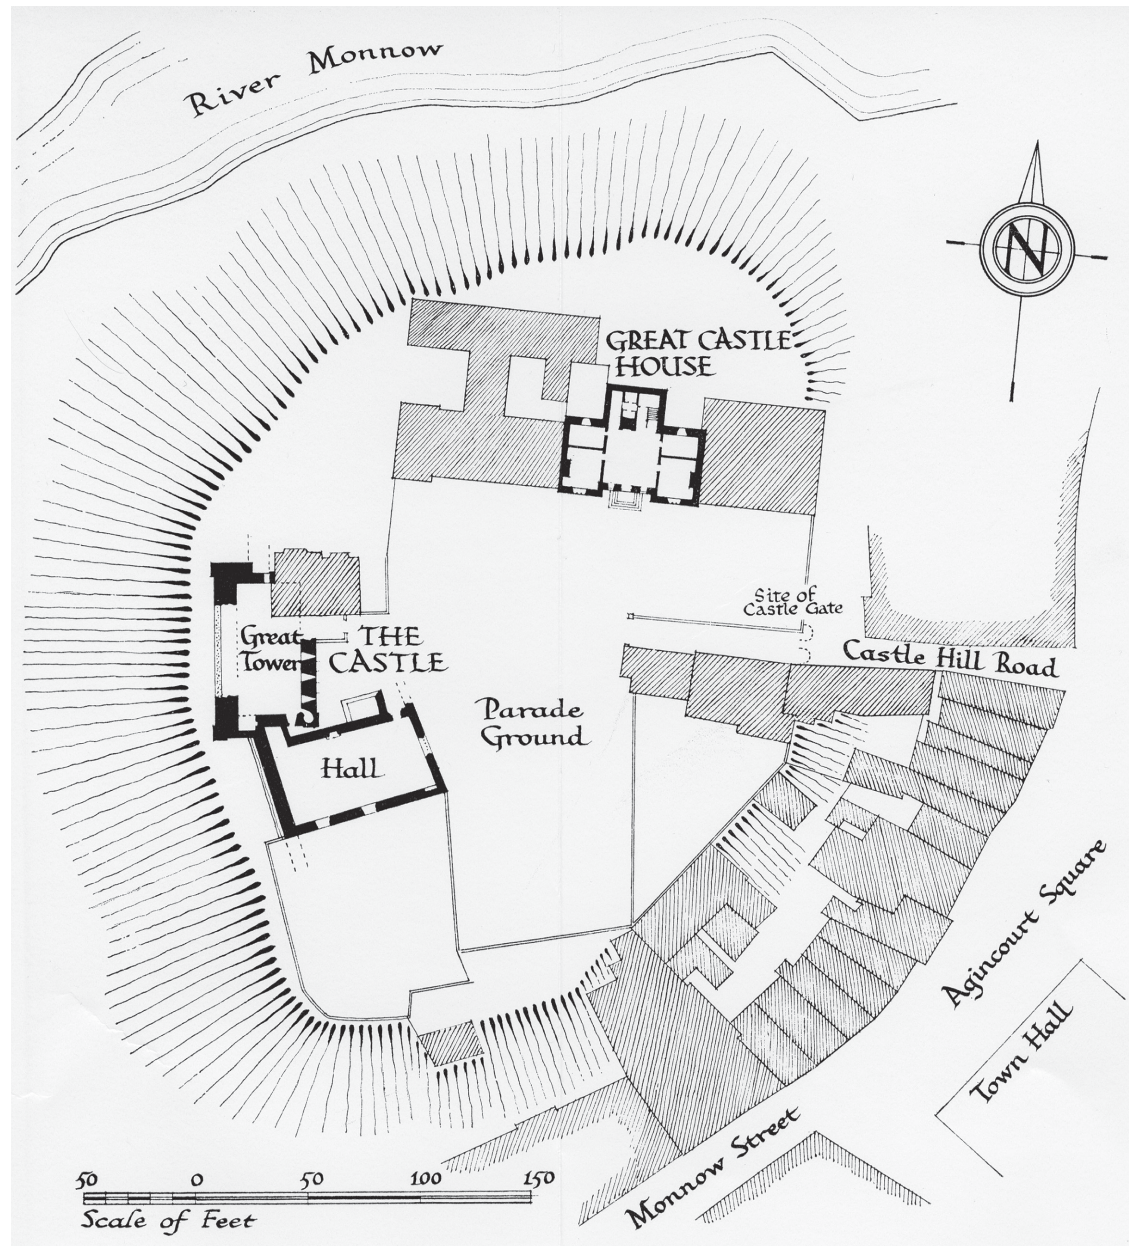 River Monnow
N
GREAT CASTLE
HOUSE
Site of
Castle Gate
Great
Tower
THE
CASTLE
Castle Hill Road
Parade
Ground
Hall
Agincourt Square
Town Hall
Monnow Street
50 0 50 100 150
Scale of Feet